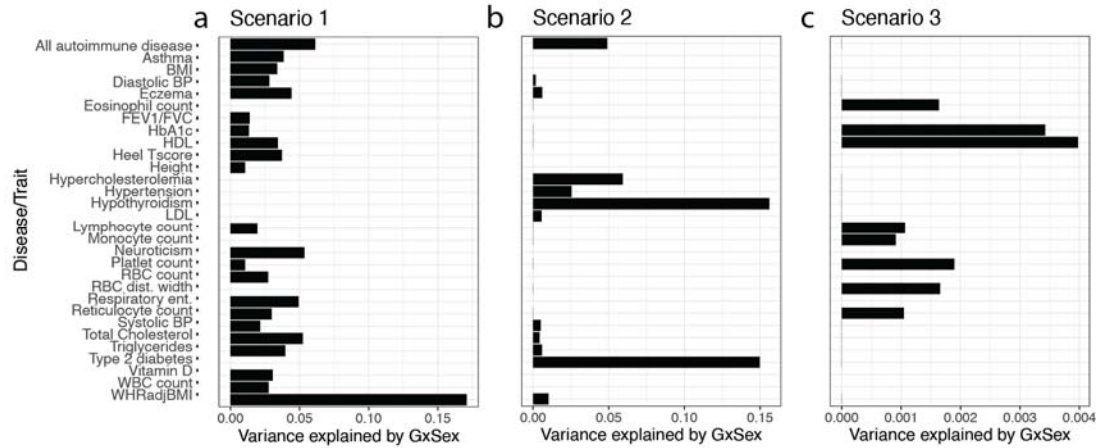 a Scenario 1
b Scenario 2
c Scenario 3
Disease/Trait
All autoimmune disease
Asthma
BMI
Diastolic BP
Eczema
Eosinophil count
FEV1/FVC
HbA1c
HDL
Heel Tscore
Height
Hypercholesterolemia
Hypertension
Hypothyroidism
LDL
Lymphocyte count
Monocyte count
Neuroticism
Platlet count
RBC count
RBC dist. width
Respiratory ent.
Reticulocyte count
Systolic BP
Total Cholesterol
Triglycerides
Type 2 diabetes
Vitamin D
WBC count
WHRadjBMI
0.00 0.05 0.10 0.15
Variance explained by GxSex
0.00 0.05 0.10 0.15
Variance explained by GxSex
0.000 0.001 0.002 0.003 0.004
Variance explained by GxSex